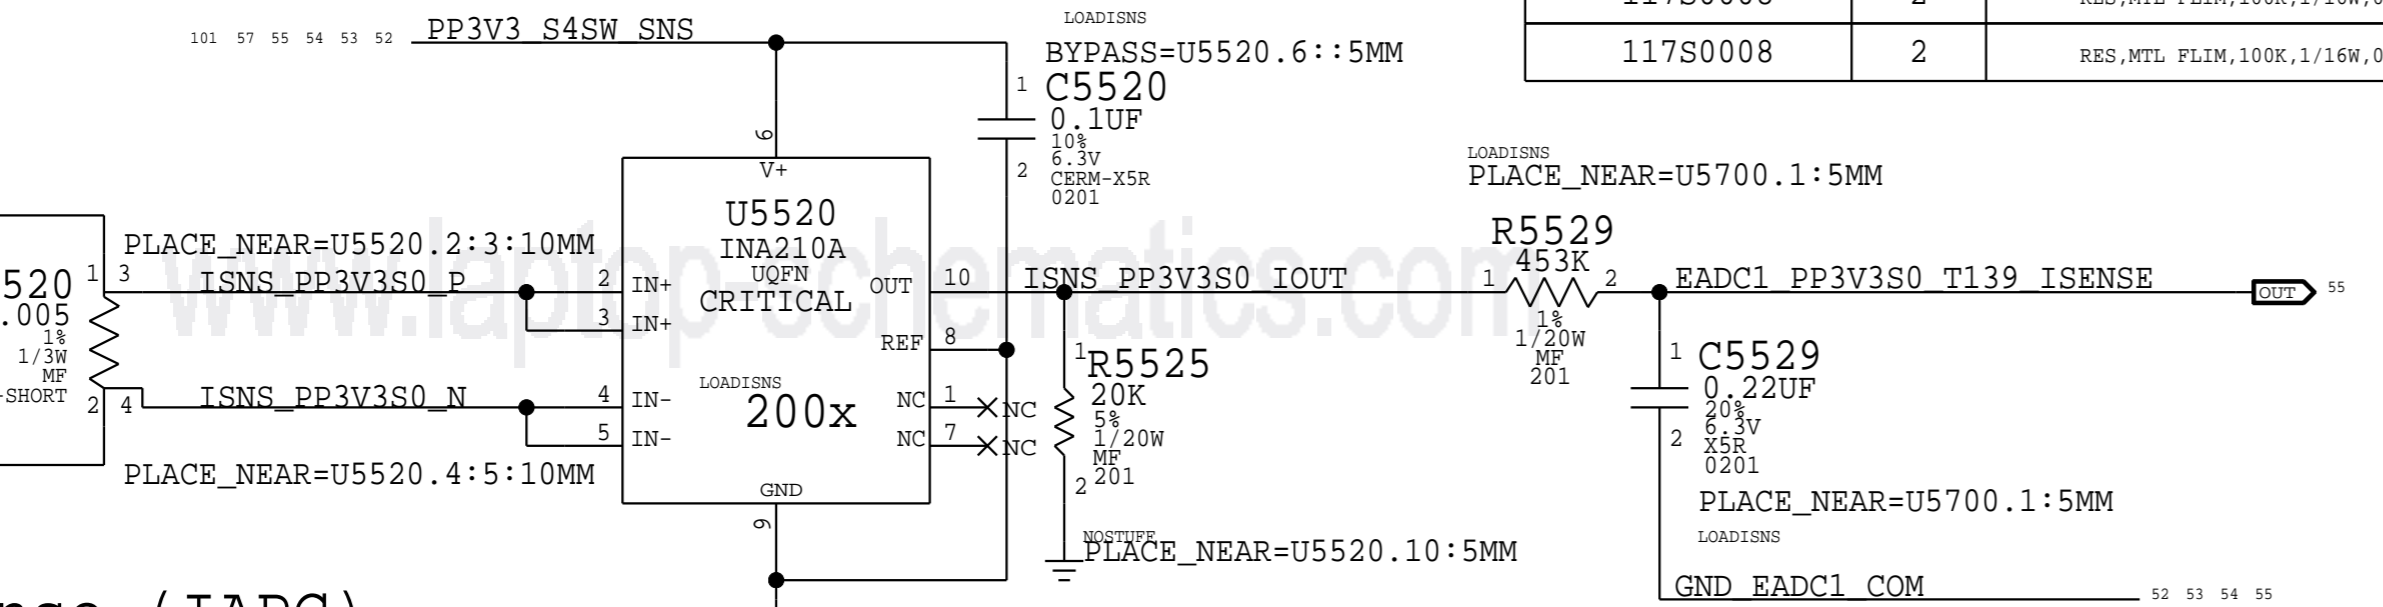 101 57 55 54 53 52
PP3V3_S4SW_SNS
LOADISNS
BYPASS=U5520.6::5MM
1
C5520
0.1UF
10%
6.3V
2
CERM-X5R
0201
117S0008
2
RES,MTL FLIM,100K,1/16W,0
LOADISNS
PLACE_NEAR=U5700.1:5MM
6
V+
U5520
INA210A
UQFN
CRITICAL
LOADISNS
200x
GND
9
PLACE_NEAR=U5520.2:3:10MM
520
.005
1%
1/3W
MF
-SHORT
1 3
2 4
ISNS_PP3V3S0_P
2 IN+
3 IN+
ISNS_PP3V3S0_N
4 IN-
5 IN-
PLACE_NEAR=U5520.4:5:10MM
OUT 10
REF 8
NC 1 NC
NC 7 NC
ISNS_PP3V3S0_IOUT
1
R5525
20K
5%
1/20W
MF
201
2
NOSTUFF
PLACE_NEAR=U5520.10:5MM
R5529
453K
1 2
1%
1/20W
MF
201
EADC1_PP3V3S0_T139_ISENSE
OUT 55
1
C5529
0.22UF
20%
6.3V
2
X5R
0201
PLACE_NEAR=U5700.1:5MM
LOADISNS
GND_EADC1_COM
52 53 54 55
www.laptop-schematics.com